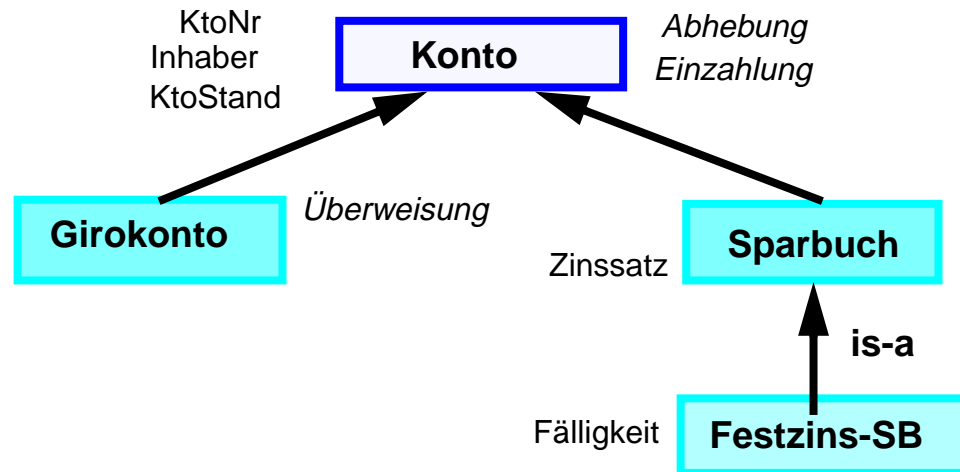 KtoNr
Inhaber
KtoStand
Konto
Abhebung
Einzahlung
Girokonto
Überweisung
Zinssatz
Sparbuch
is-a
Fälligkeit
Festzins-SB